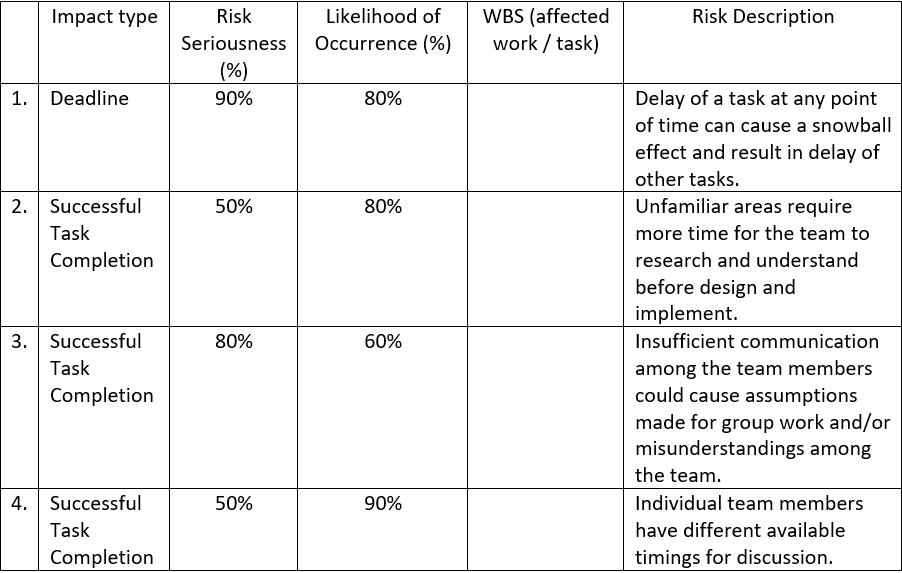 Impact type
Risk Seriousness (%)
Likelihood of Occurrence (%)
WBS (affected work / task)
Risk Description
1.
Deadline
90%
80%
Delay of a task at any point
of time can cause a snowball
effect and result in delay of
other tasks.
2.
Successful
Task
Completion
50%
80%
Unfamiliar areas require
more time for the team to
research and understand
before design and
implement.
3.
Successful
Task
Completion
80%
60%
Insufficient communication
among the team members
could cause assumptions
made for group work and/or
misunderstandings among
the team.
4.
Successful
Task
Completion
50%
90%
Individual team members
have different available
timings for discussion.